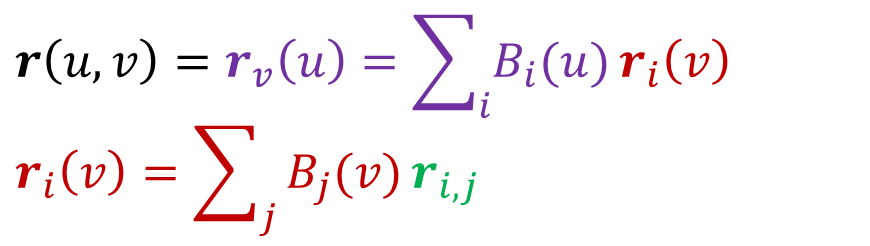 r(u, v) = r_v(u) = ∑_i B_i(u) r_i(v)
r_i(v) = ∑_j B_j(v) r_{i,j}